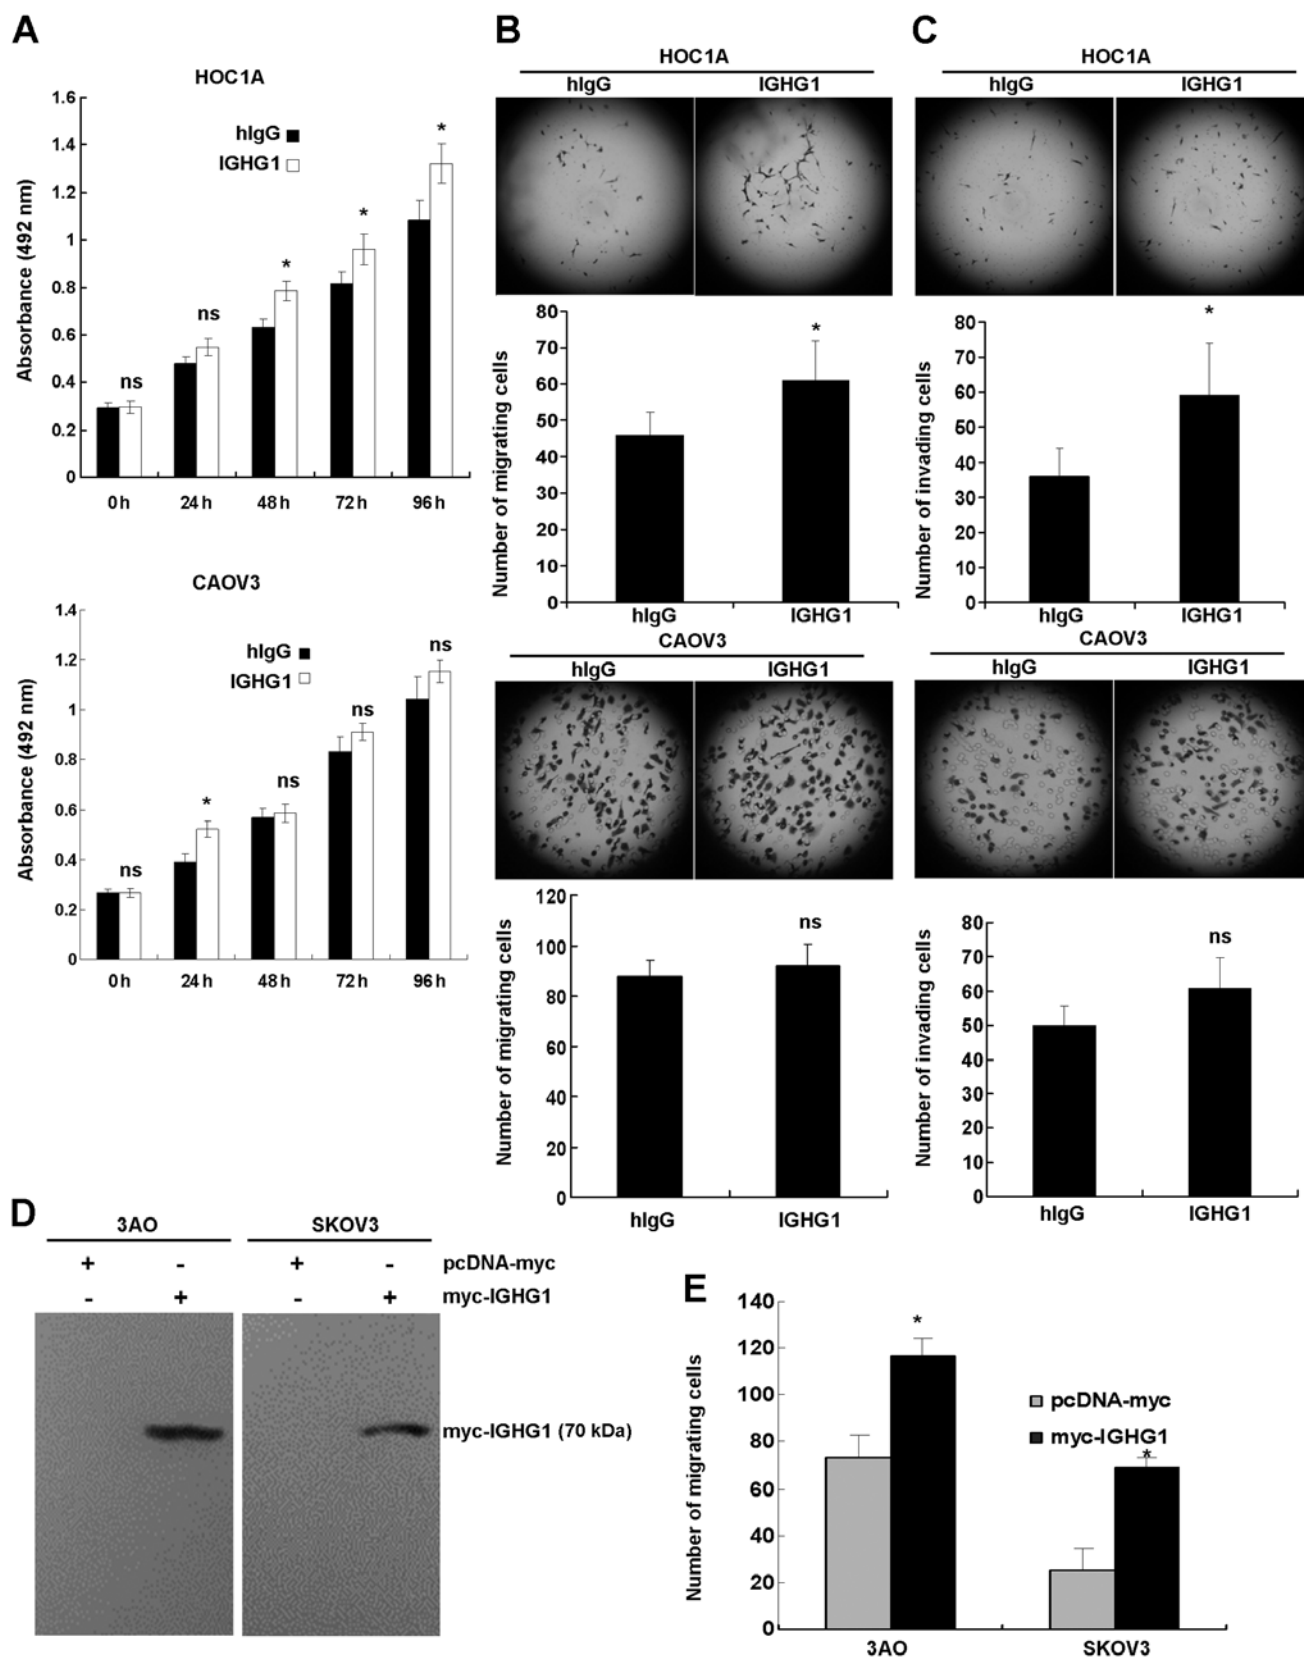 A
HOC1A
1.6
1.4
1.2
1
0.8
0.6
0.4
0.2
0
Absorbance (492 nm)
hIgG
IGHG1
ns
ns
*
*
*
0 h
24 h
48 h
72 h
96 h
CAOV3
1.4
1.2
1
0.8
0.6
0.4
0.2
0
Absorbance (492 nm)
hIgG
IGHG1
ns
*
ns
ns
ns
0 h
24 h
48 h
72 h
96 h
B
HOC1A
hIgG IGHG1
80
70
60
50
40
30
20
10
0
Number of migrating cells
*
hIgG IGHG1
CAOV3
hIgG IGHG1
120
100
80
60
40
20
0
Number of migrating cells
ns
hIgG IGHG1
C
HOC1A
hIgG IGHG1
80
70
60
50
40
30
20
10
0
Number of invading cells
*
hIgG IGHG1
CAOV3
hIgG IGHG1
80
70
60
50
40
30
20
10
0
Number of invading cells
ns
hIgG IGHG1
D
3AO SKOV3
+ - + - pcDNA-myc
- + - + myc-IGHG1
myc-IGHG1 (70 kDa)
E
140
120
100
80
60
40
20
0
Number of migrating cells
*
pcDNA-myc
myc-IGHG1
*
3AO SKOV3